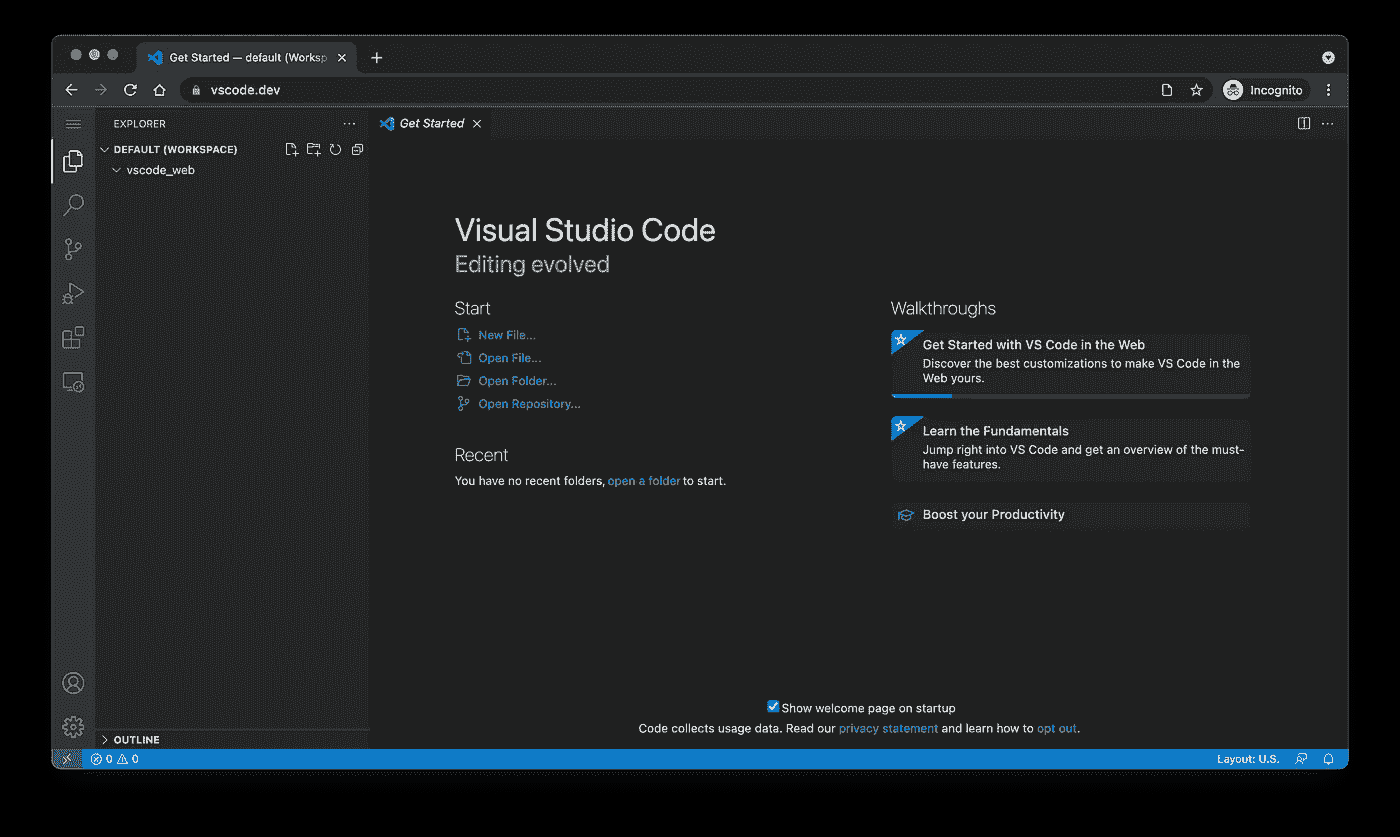 Get Started — default (Worksp
vscode.dev
Incognito
EXPLORER
Get Started
DEFAULT (WORKSPACE)
vscode_web
Visual Studio Code
Editing evolved
Start
New File...
Open File...
Open Folder...
Open Repository...
Recent
You have no recent folders, open a folder to start.
Walkthroughs
Get Started with VS Code in the Web
Discover the best customizations to make VS Code in the
Web yours.
Learn the Fundamentals
Jump right into VS Code and get an overview of the must-
have features.
Boost your Productivity
Show welcome page on startup
Code collects usage data. Read our privacy statement and learn how to opt out.
OUTLINE
0 0
Layout: U.S.